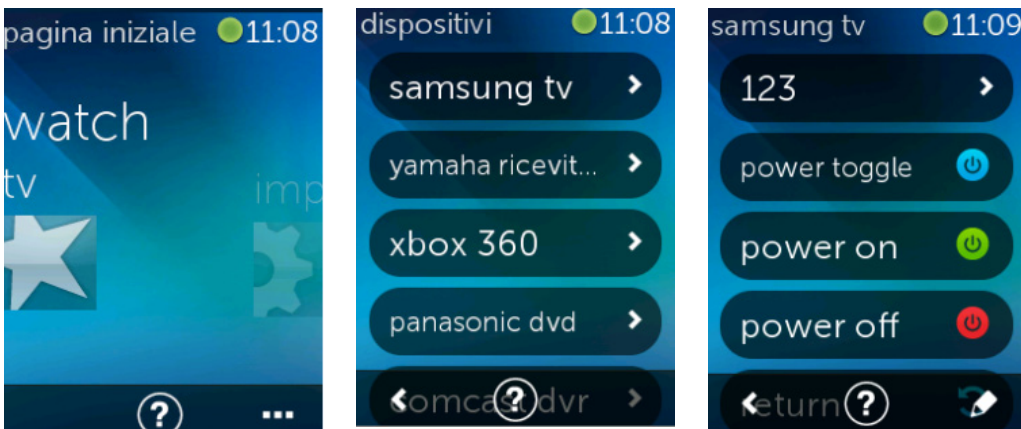 pagina iniziale 11:08
watch
tv
imp
?
...
dispositivi 11:08
samsung tv
yamaha ricevit...
xbox 360
panasonic dvd
comcast dvr
?
samsung tv 11:09
123
power toggle
power on
power off
return
?